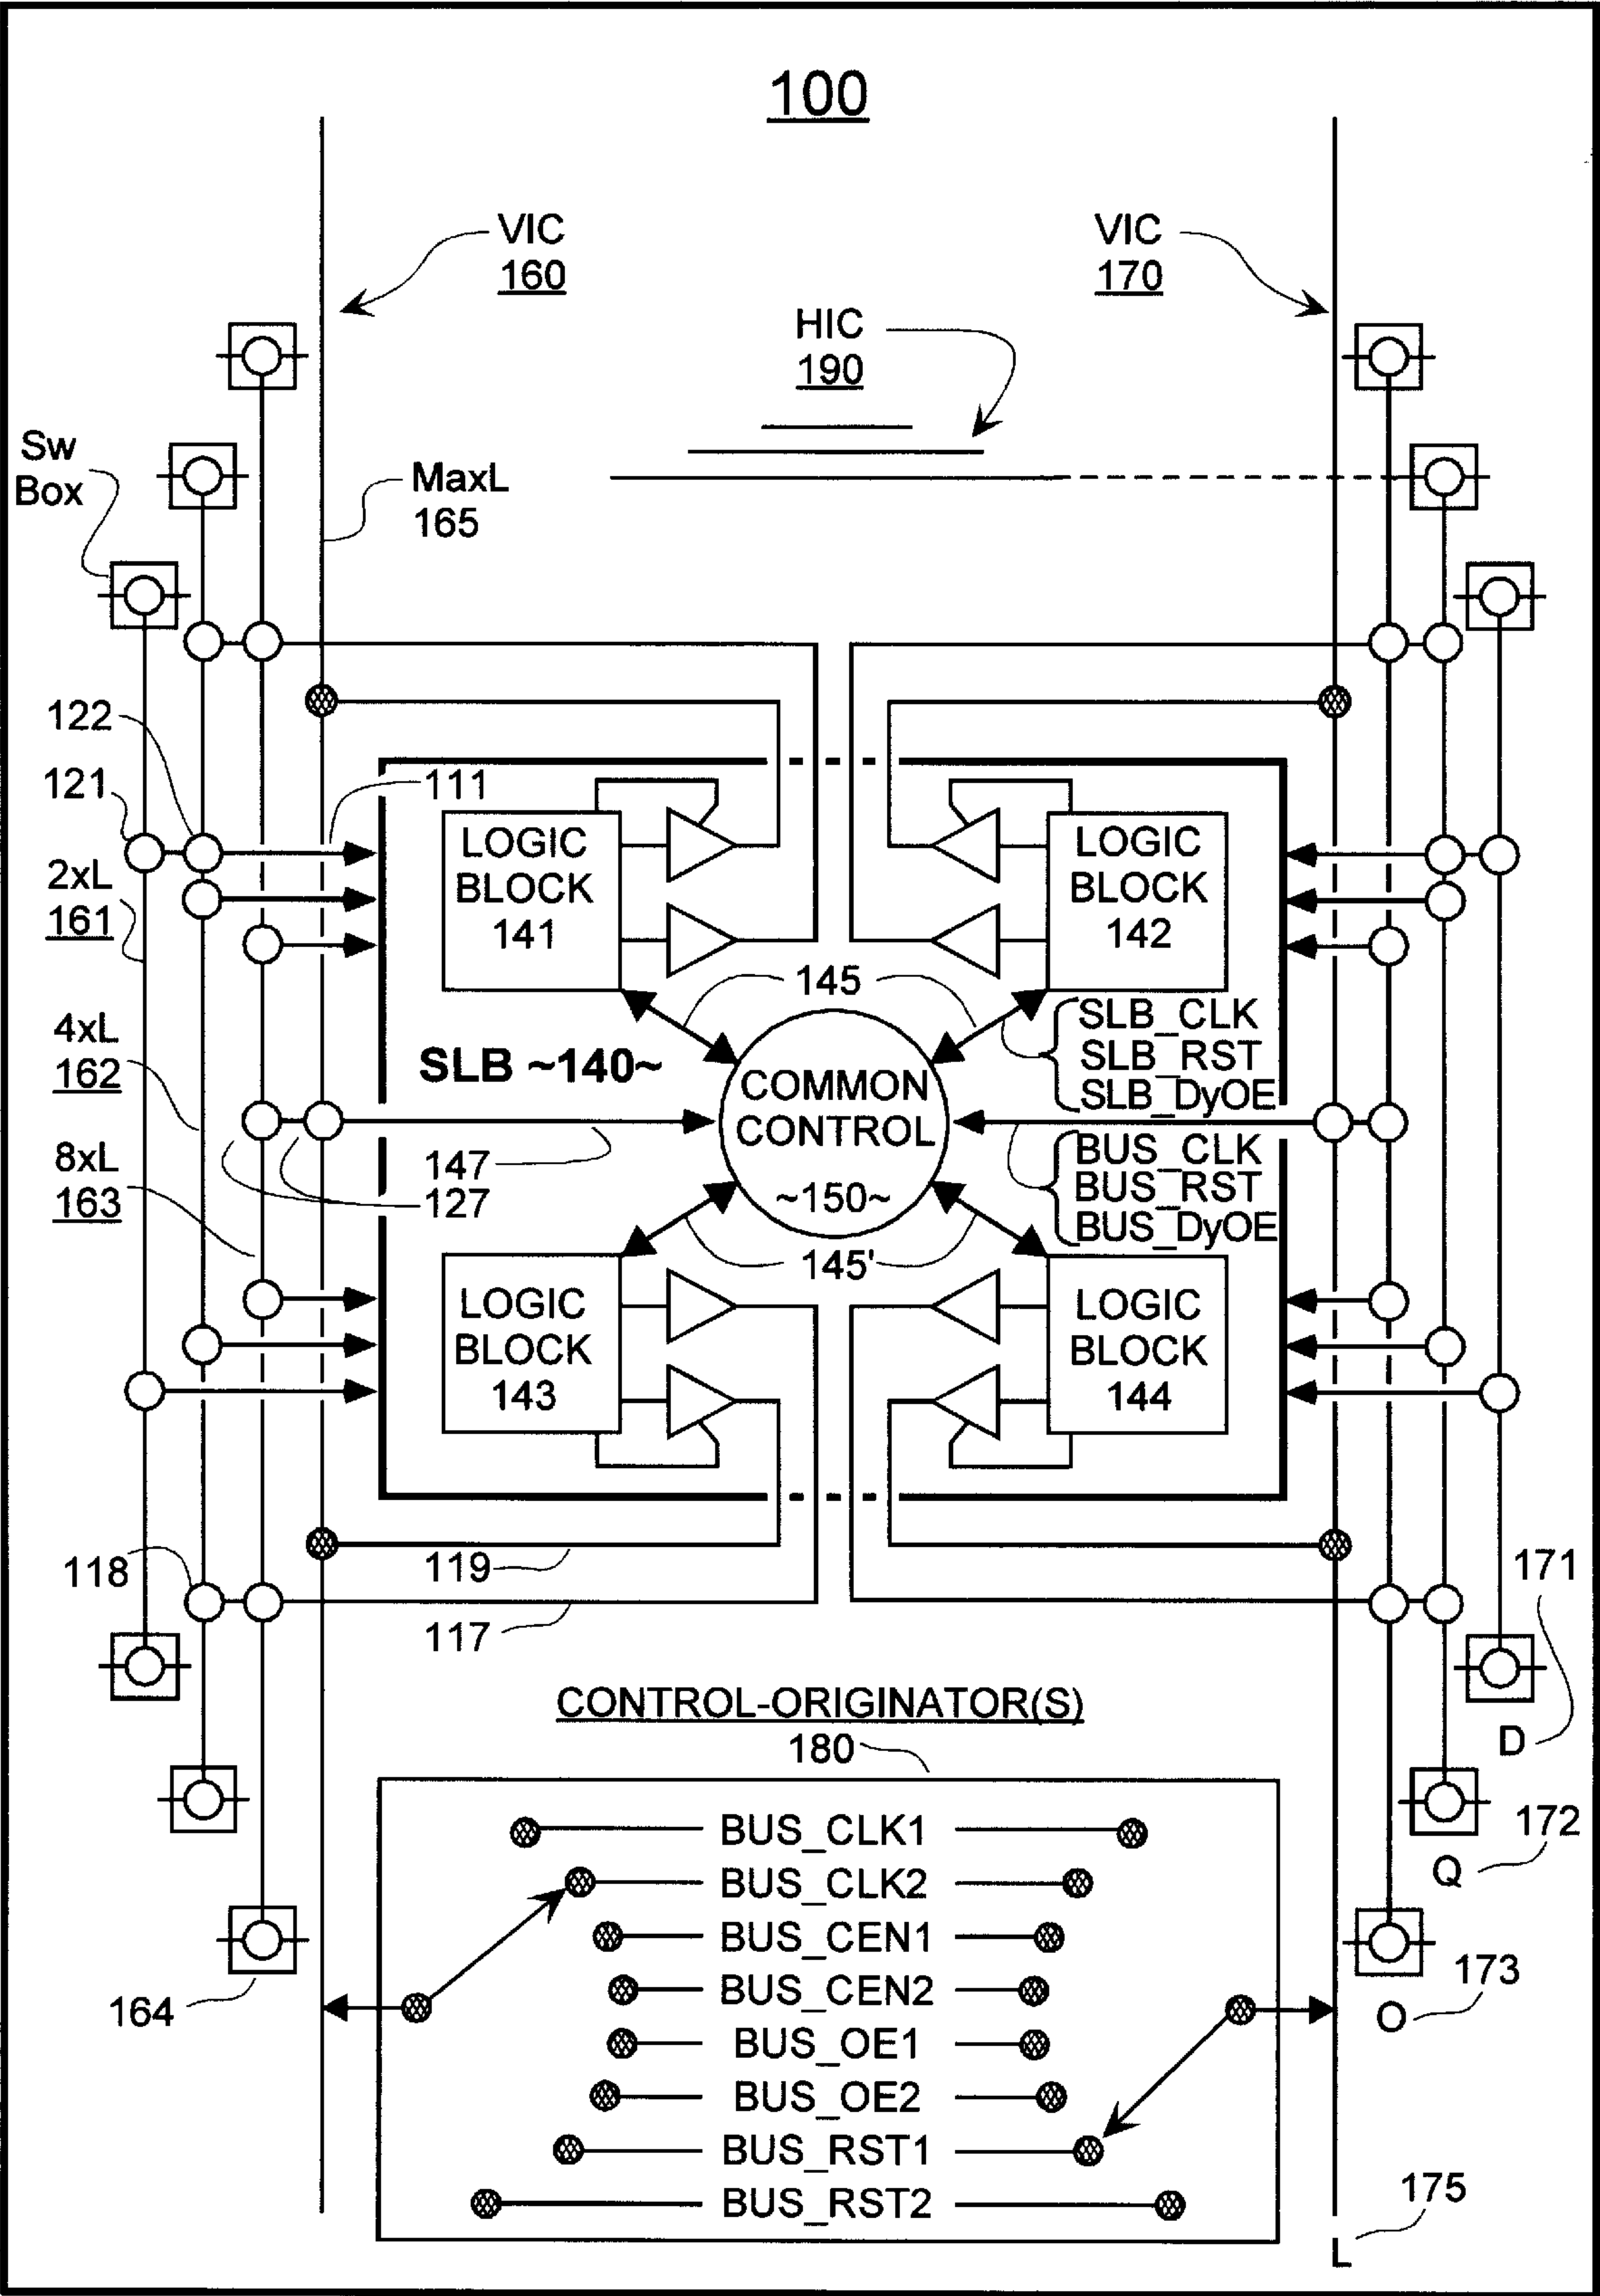 100
VIC
160
VIC
170
HIC
190
Sw
Box
MaxL
165
122
121
111
2xL
161
LOGIC
BLOCK
141
LOGIC
BLOCK
142
145
SLB_CLK
SLB_RST
SLB_DyOE
4xL
162
SLB ~140~
COMMON
CONTROL
~150~
8xL
163
147
127
BUS_CLK
BUS_RST
BUS_DyOE
145'
LOGIC
BLOCK
143
LOGIC
BLOCK
144
118
119
117
171
D
CONTROL-ORIGINATOR(S)
180
172
Q
BUS_CLK1
BUS_CLK2
BUS_CEN1
BUS_CEN2
BUS_OE1
BUS_OE2
BUS_RST1
BUS_RST2
164
173
O
175
L